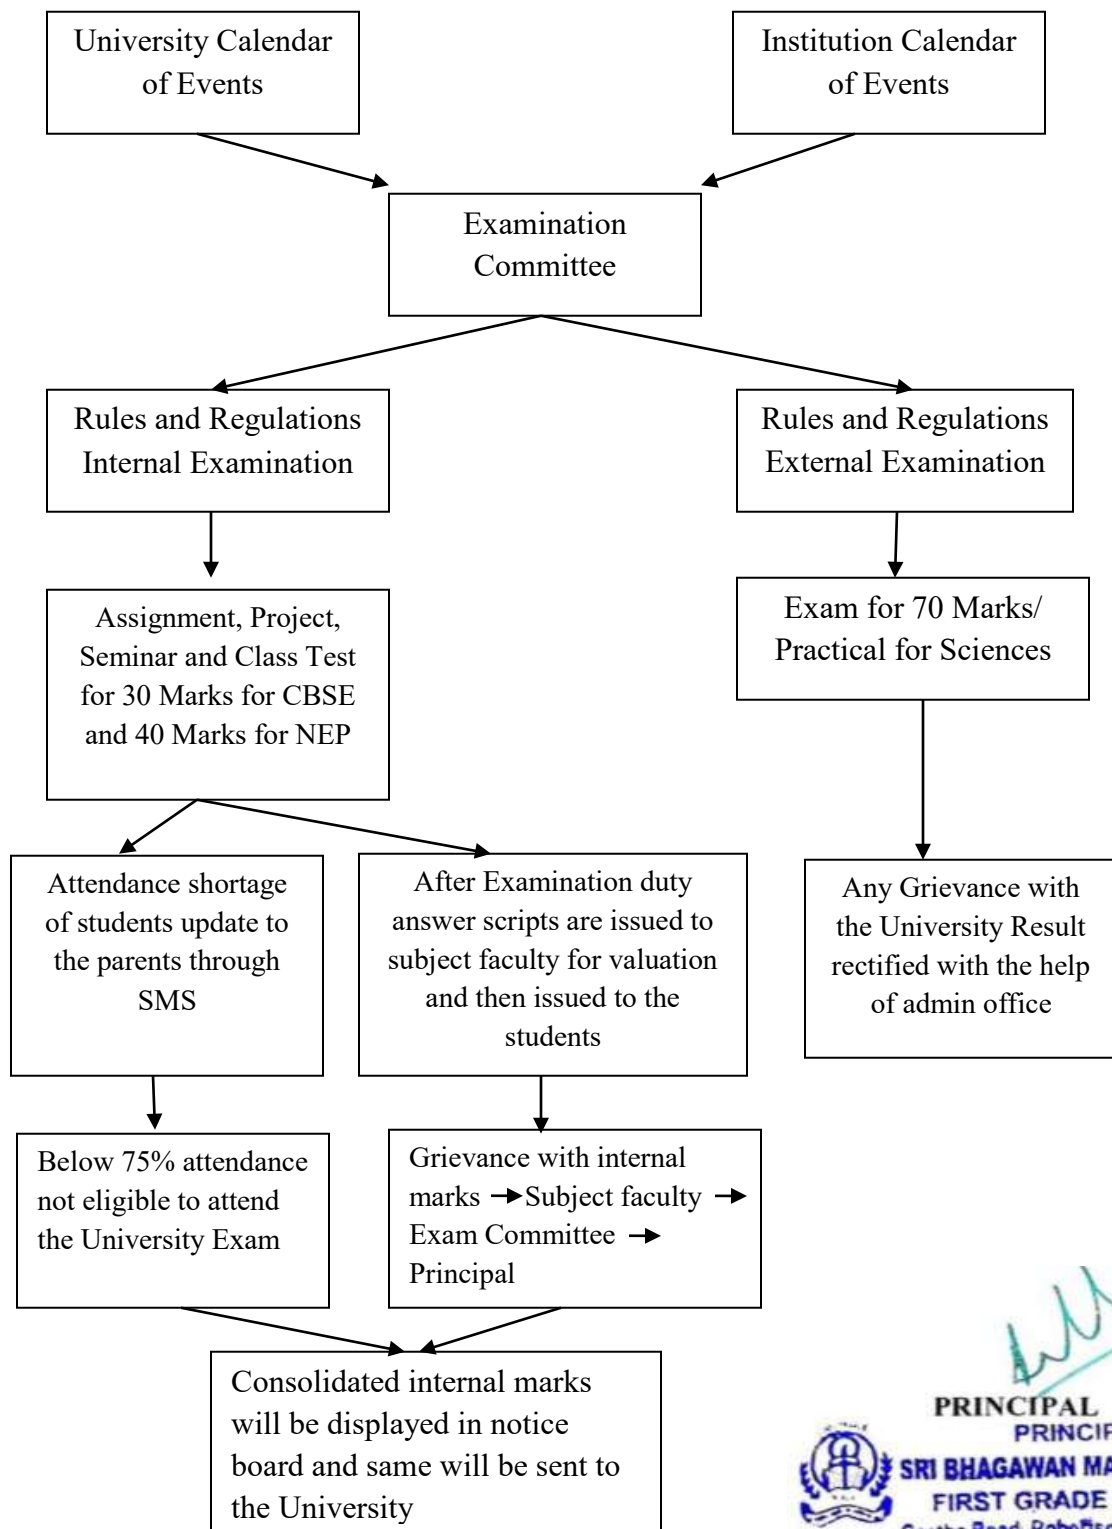 University Calendar
of Events
Institution Calendar
of Events
Examination
Committee
Rules and Regulations
Internal Examination
Rules and Regulations
External Examination
Assignment, Project,
Seminar and Class Test
for 30 Marks for CBSE
and 40 Marks for NEP
Exam for 70 Marks/
Practical for Sciences
Attendance shortage
of students update to
the parents through
SMS
After Examination duty
answer scripts are issued to
subject faculty for valuation
and then issued to the
students
Any Grievance with
the University Result
rectified with the help
of admin office
Below 75% attendance
not eligible to attend
the University Exam
Grievance with internal
marks → Subject faculty →
Exam Committee →
Principal
Consolidated internal marks
will be displayed in notice
board and same will be sent to
the University
PRINCIPAL
PRINCIP
SRI BHAGAWAN MA
FIRST GRADE